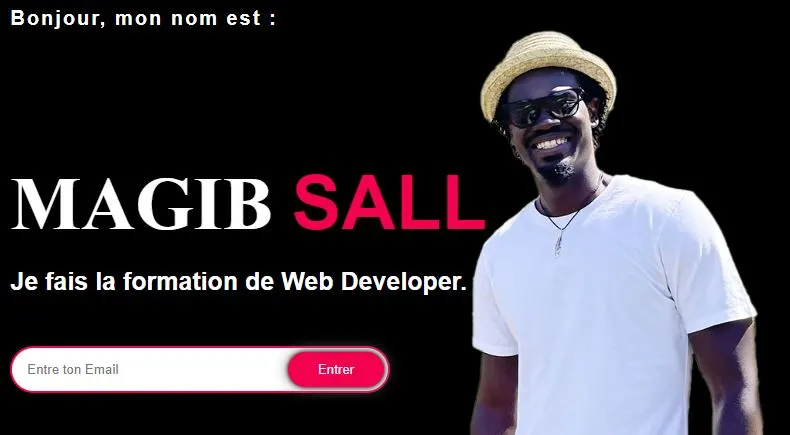 Bonjour, mon nom est :
MAGIB SALL
Je fais la formation de Web Developer.
Entre ton Email
Entrer